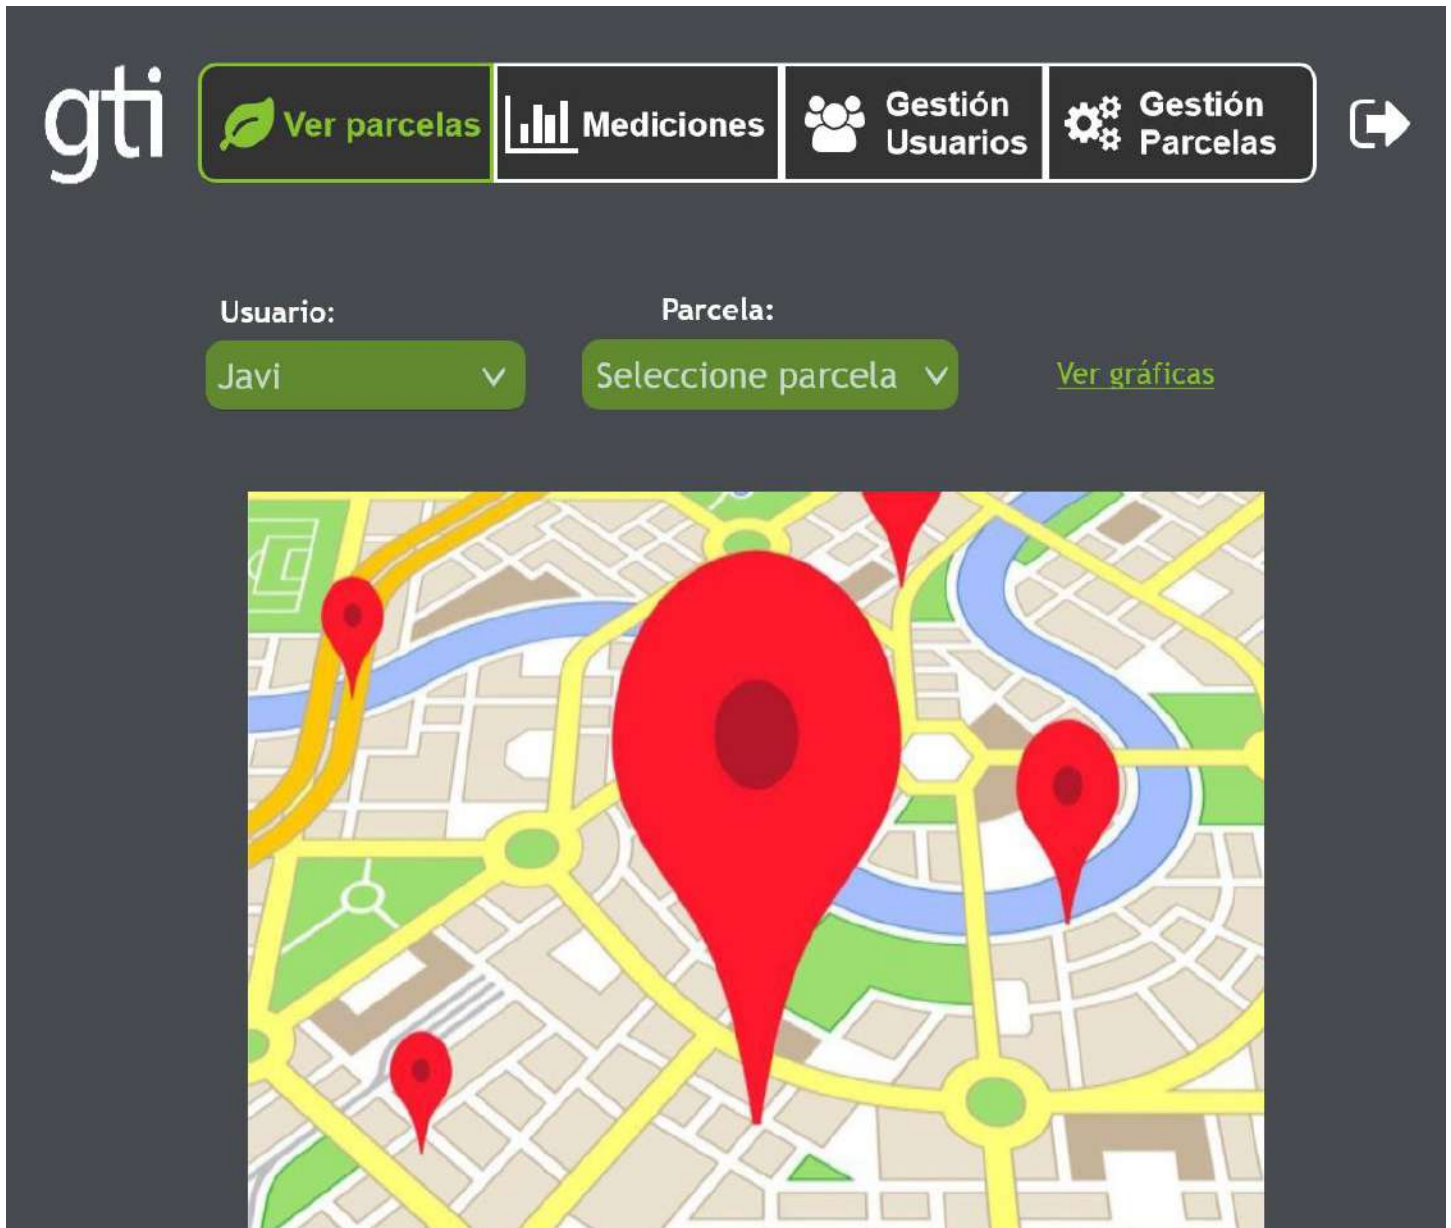 gti
Ver parcelas
Mediciones
Gestión
Usuarios
Gestión
Parcelas
Usuario:
Parcela:
Javi
Seleccione parcela
Ver gráficas